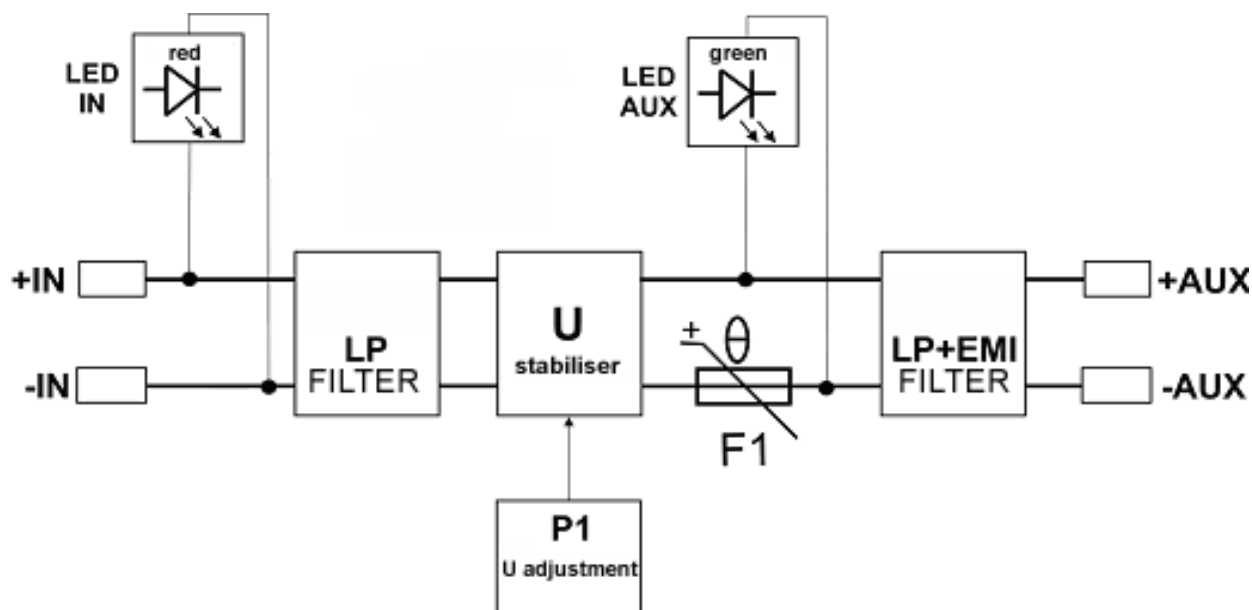 red
LED
IN
green
LED
AUX
+IN
-IN
LP
FILTER
U
stabiliser
+ θ
F1
LP+EMI
FILTER
+AUX
-AUX
P1
U adjustment